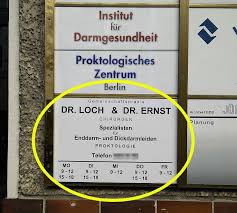 Institut für
Darmgesundheit
Proktologisches
Zentrum
Berlin
Gemeinschaftspraxis
DR. LOCH & DR. ERNST
CHIRURGEN
Spezialisten
für
Enddarm- und Dickdarmleiden
PROKTOLOGIE
Telefon
MO DI MI DO FR
9 - 12 9 - 12 9 - 12 9 - 12 9 - 12
15 - 18 15 - 18 15 - 18
Planung